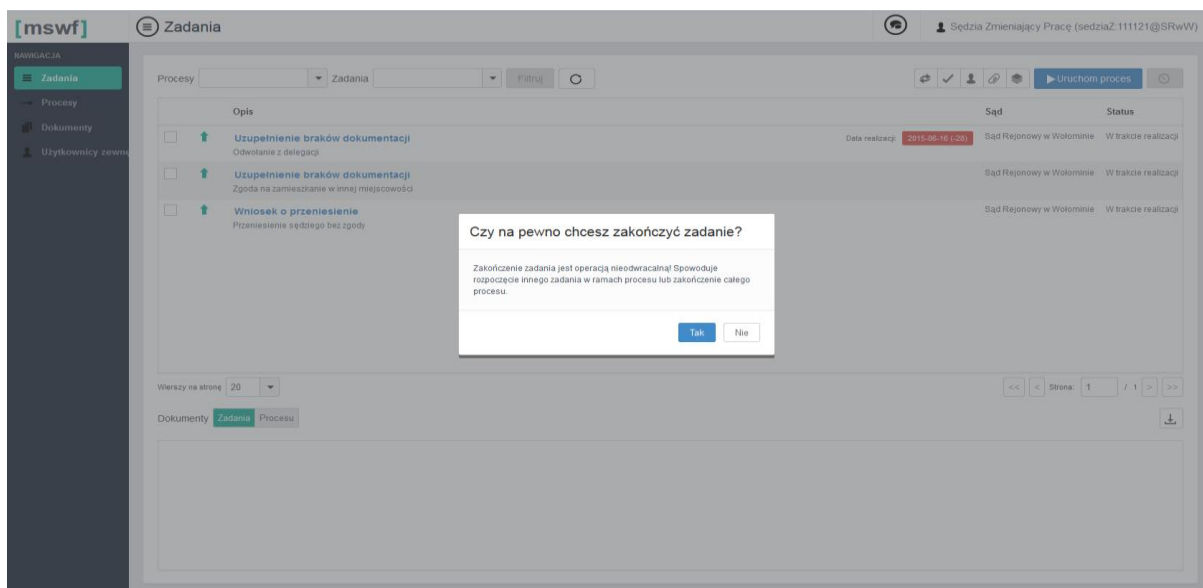 [mswf]
Zadania
Sędzia Zmieniający Pracę (sedziaZ.111121@SRwW)
NAWIGACJA
Zadania
Procesy
Dokumenty
Użytkownicy zewnę
Procesy
Zadania
Filtruj
Uruchom proces
Opis
Sąd
Status
Uzupełnienie braków dokumentacji
Data realizacji: 2015-06-16 (-26)
Sąd Rejonowy w Wołominie
W trakcie realizacji
Odwołanie z delegacji
Uzupełnienie braków dokumentacji
Sąd Rejonowy w Wołominie
W trakcie realizacji
Zgoda na zamieszkanie w innej miejscowości
Wniosek o przeniesienie
Sąd Rejonowy w Wołominie
W trakcie realizacji
Przeniesienie sędziego bez zgody
Czy na pewno chcesz zakończyć zadanie?
Zakończenie zadania jest operacją nieodwracalną! Spowoduje
rozpoczęcie innego zadania w ramach procesu lub zakończenie całego
procesu.
Tak
Nie
Wierszy na stronę 20
<< < Strona: 1 / 1 > >>
Dokumenty Zadania Procesu